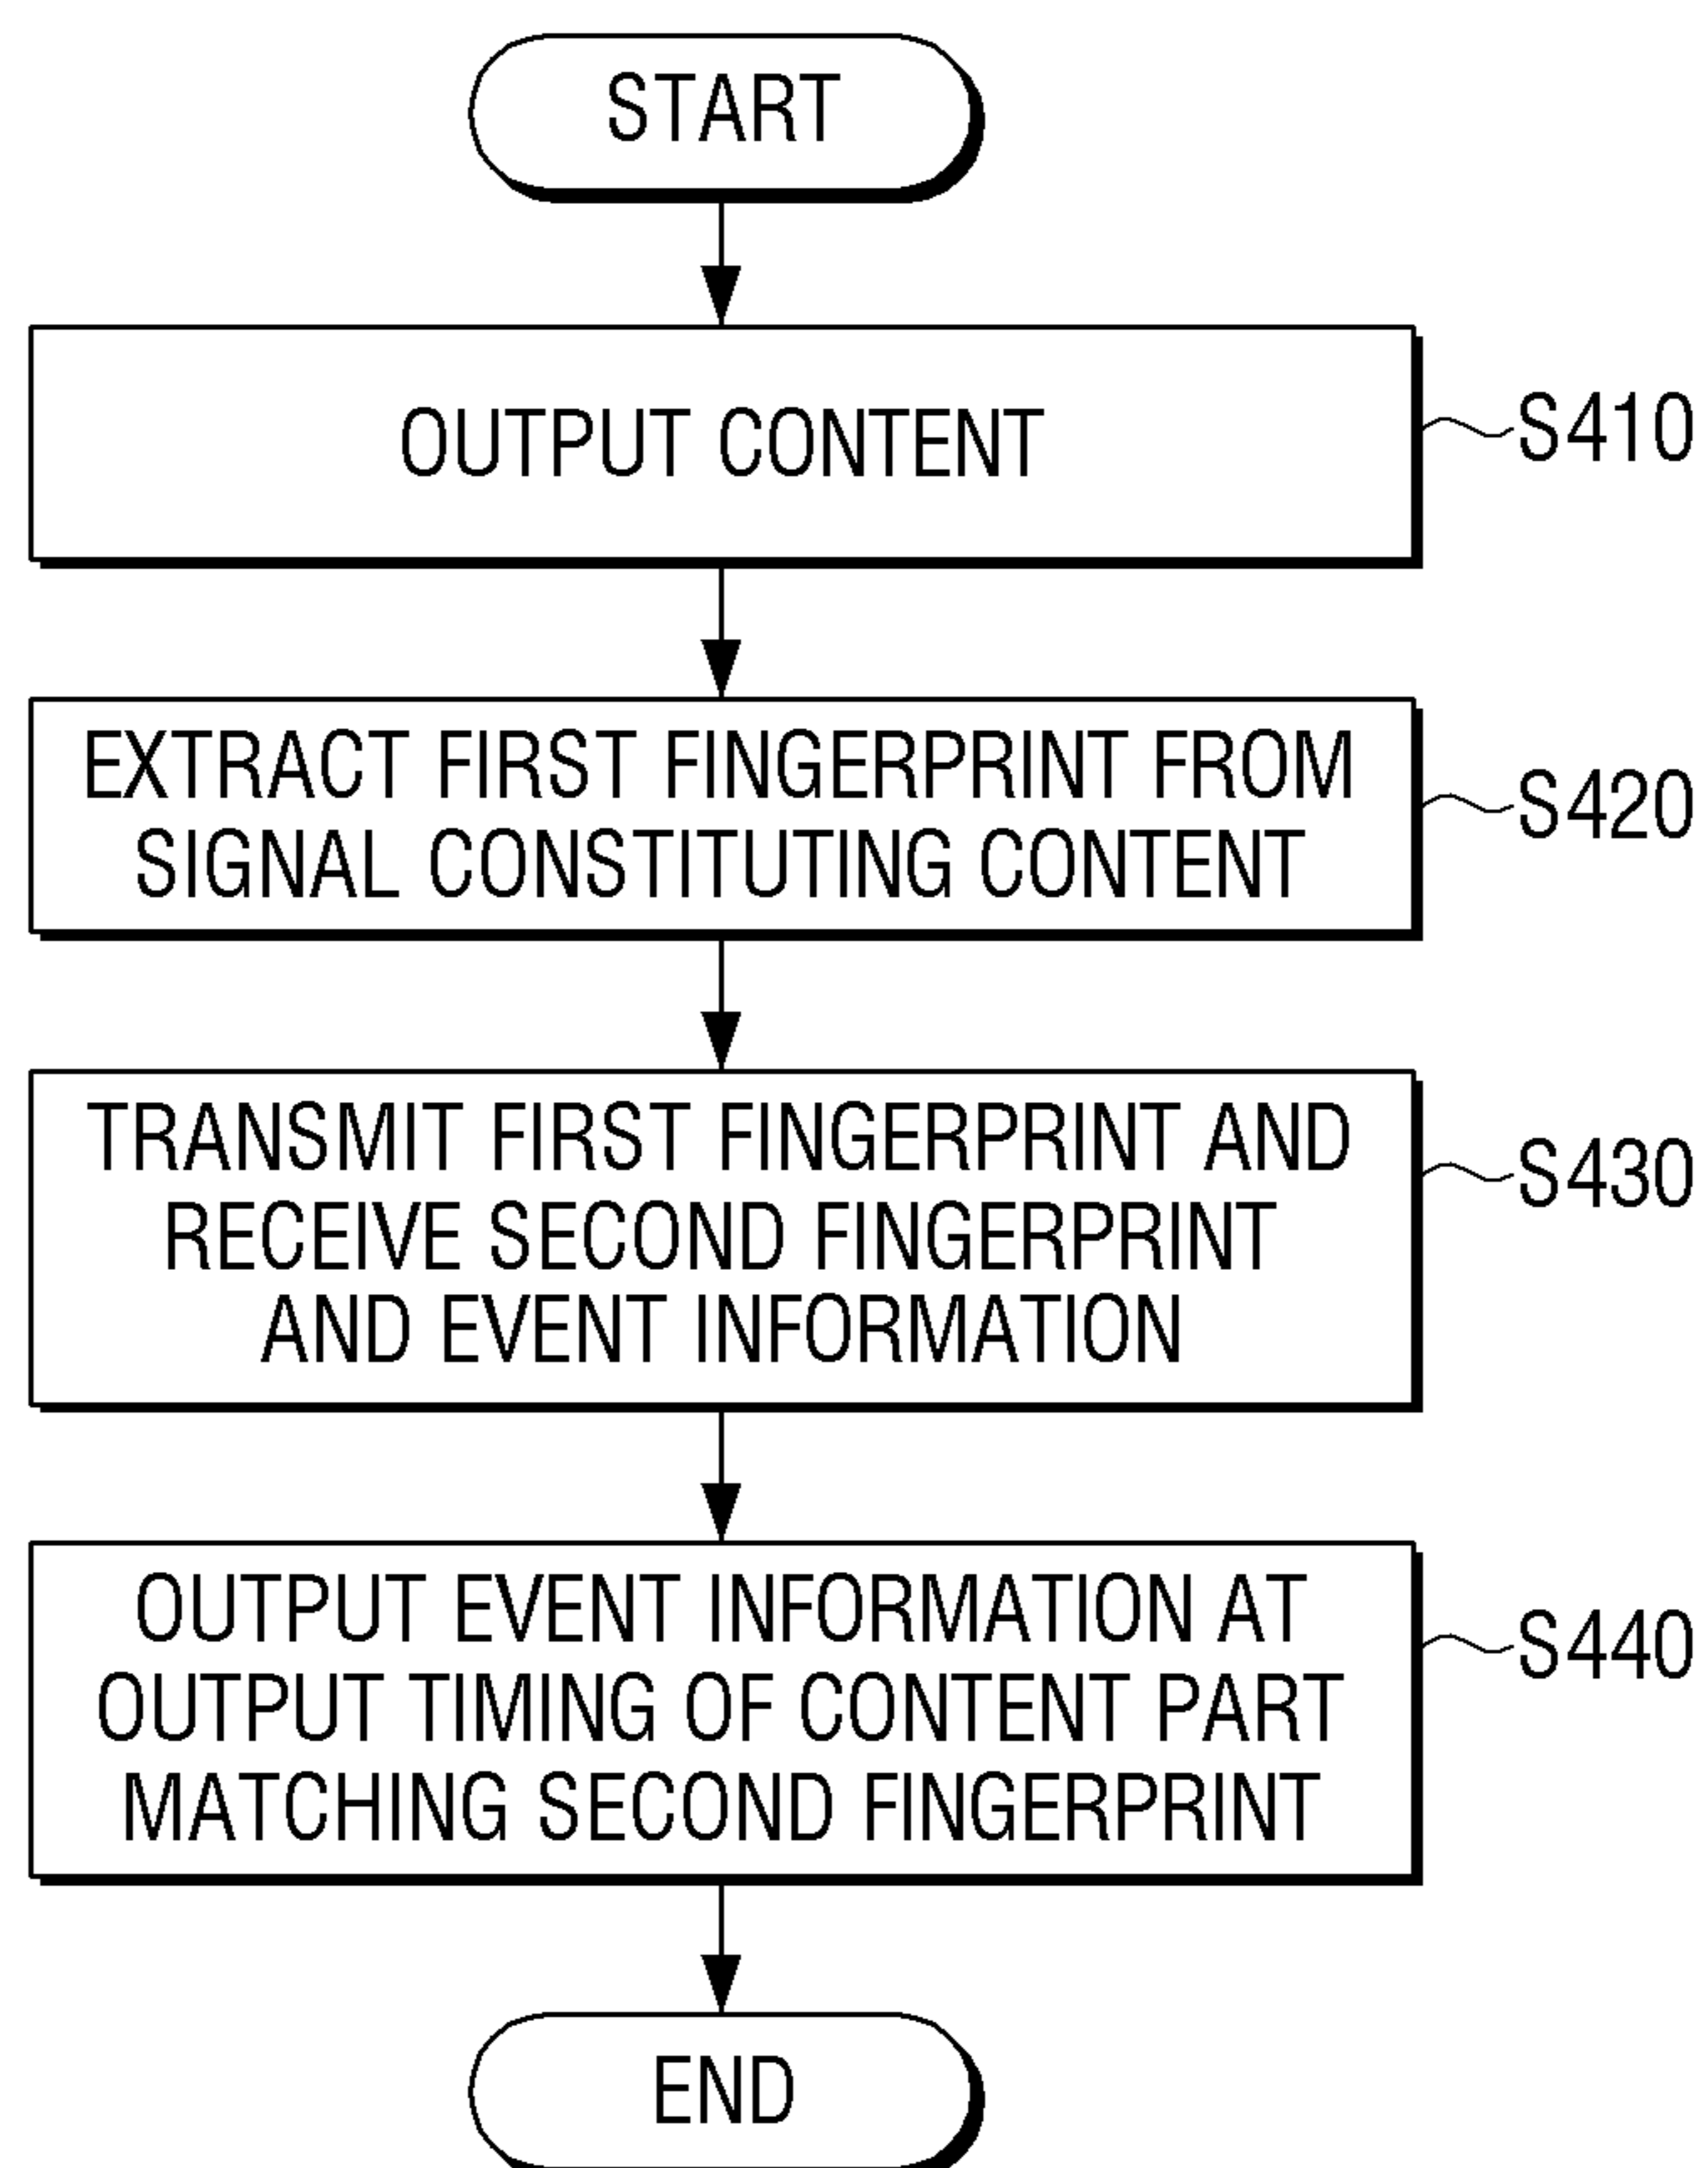 START
OUTPUT CONTENT
S410
EXTRACT FIRST FINGERPRINT FROM
SIGNAL CONSTITUTING CONTENT
S420
TRANSMIT FIRST FINGERPRINT AND
RECEIVE SECOND FINGERPRINT
AND EVENT INFORMATION
S430
OUTPUT EVENT INFORMATION AT
OUTPUT TIMING OF CONTENT PART
MATCHING SECOND FINGERPRINT
S440
END